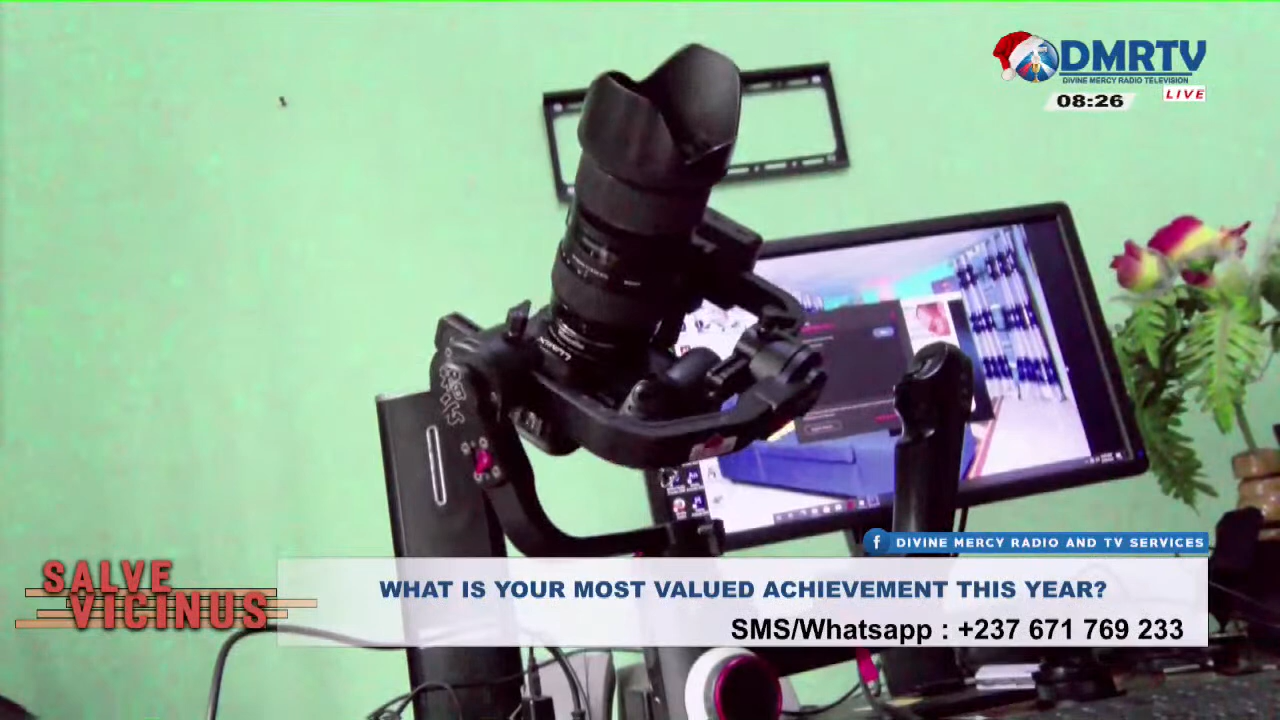 DMRTV
DIVINE MERCY RADIO TELEVISION
LIVE
08:26
f DIVINE MERCY RADIO AND TV SERVICES
SALVE
VICINUS
WHAT IS YOUR MOST VALUED ACHIEVEMENT THIS YEAR?
SMS/Whatsapp : +237 671 769 233